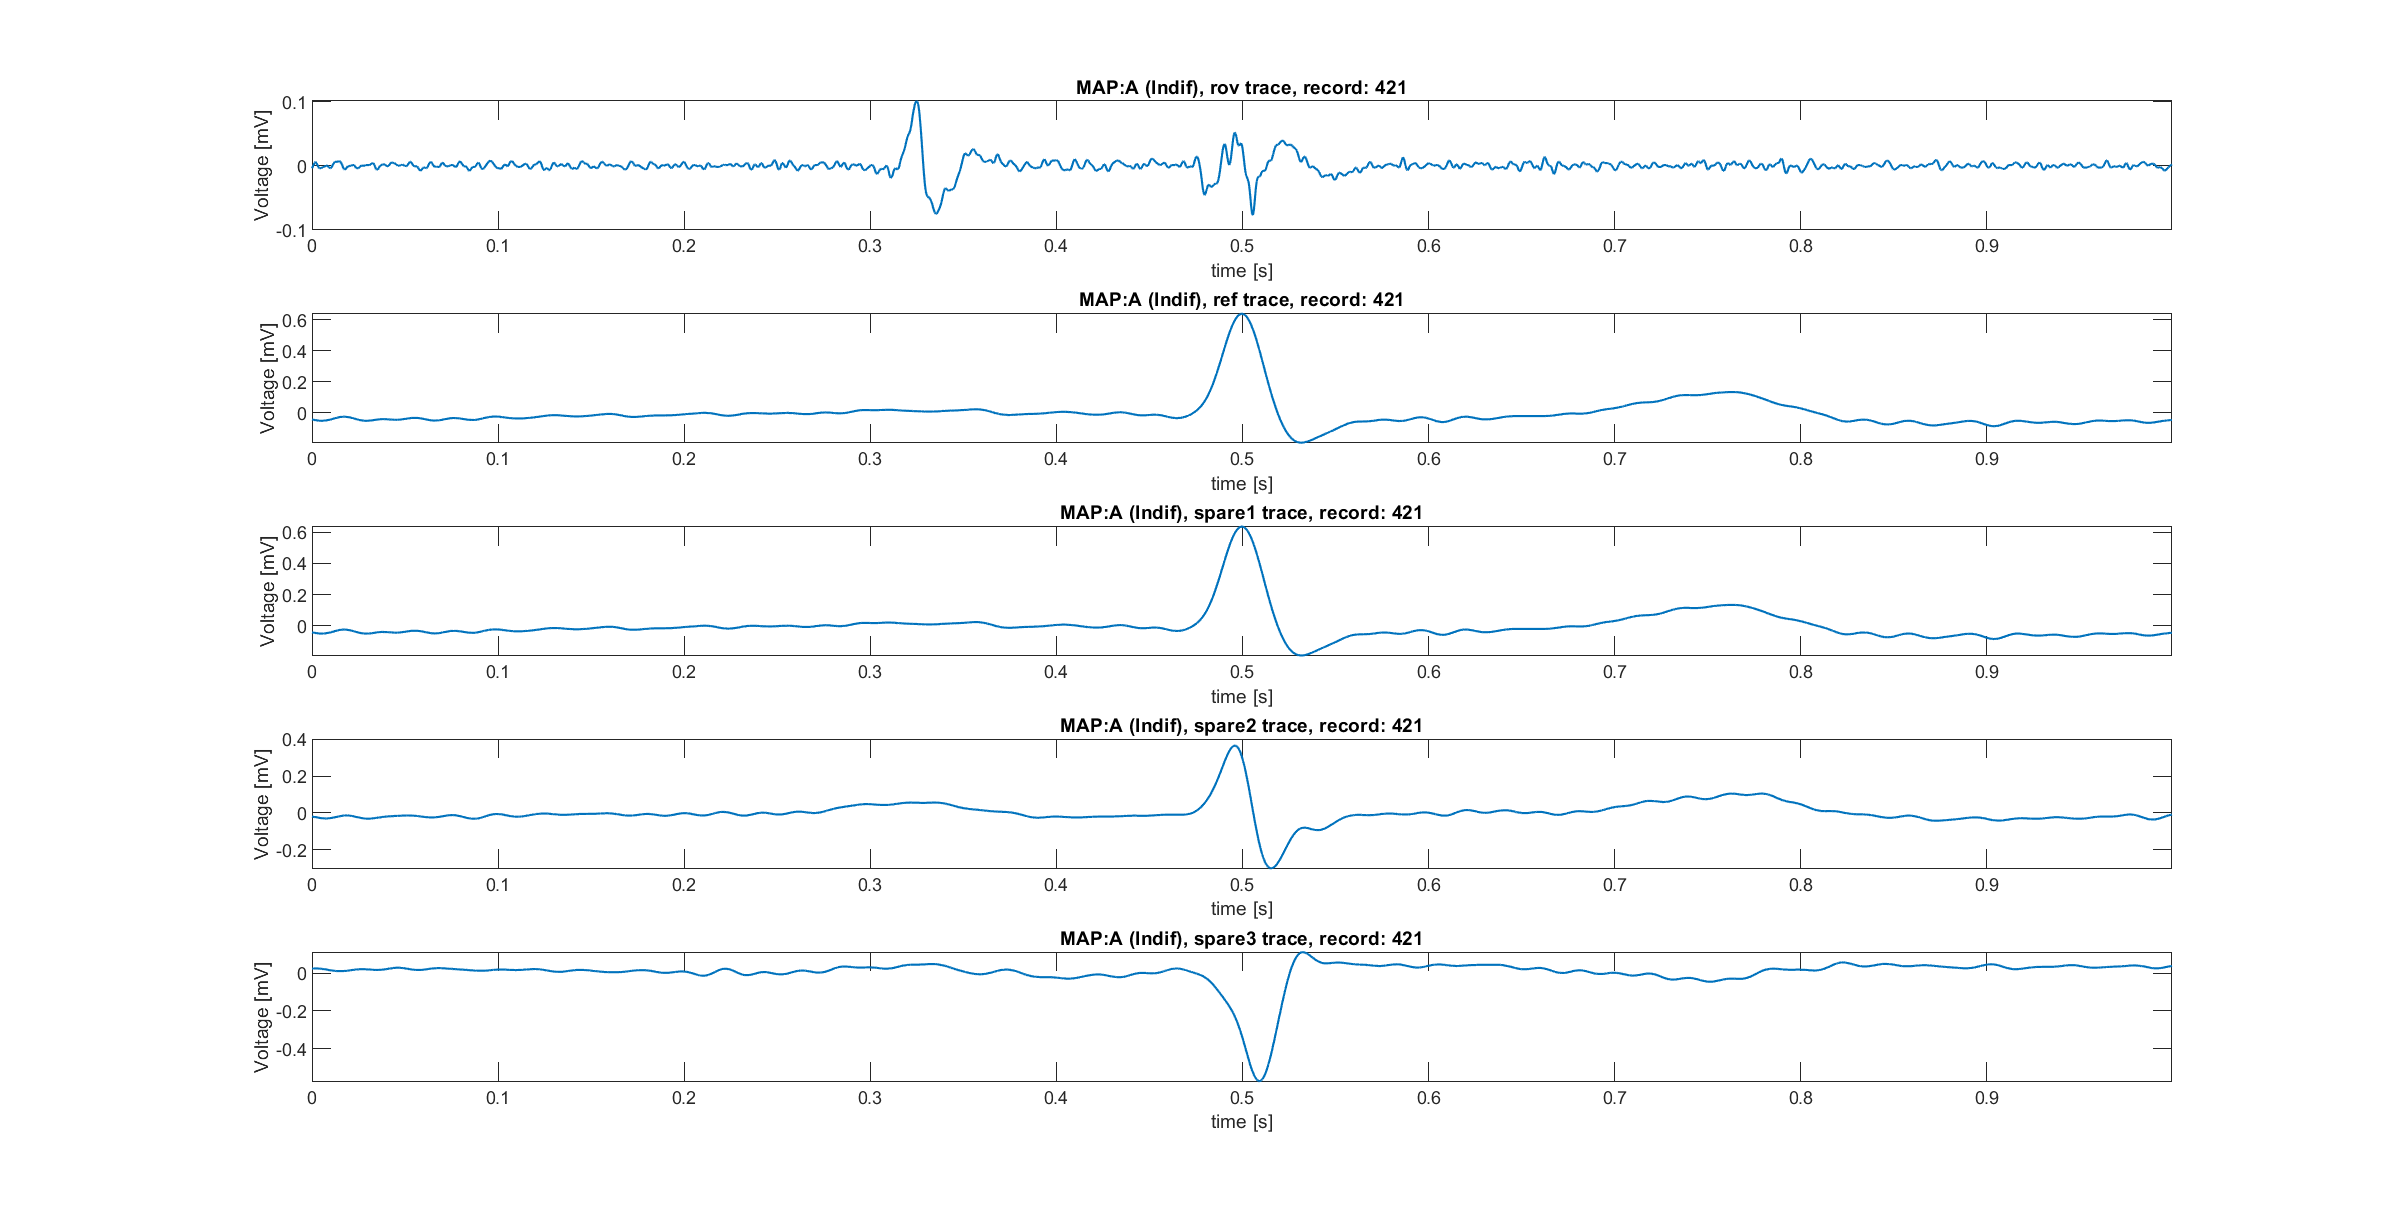 MAP:A (Indif), rov trace, record: 421
Voltage [mV]
0.1
0
-0.1
0 0.1 0.2 0.3 0.4 0.5 0.6 0.7 0.8 0.9
time [s]
MAP:A (Indif), ref trace, record: 421
Voltage [mV]
0.6
0.4
0.2
0
0 0.1 0.2 0.3 0.4 0.5 0.6 0.7 0.8 0.9
time [s]
MAP:A (Indif), spare1 trace, record: 421
Voltage [mV]
0.6
0.4
0.2
0
0 0.1 0.2 0.3 0.4 0.5 0.6 0.7 0.8 0.9
time [s]
MAP:A (Indif), spare2 trace, record: 421
Voltage [mV]
0.4
0.2
0
-0.2
0 0.1 0.2 0.3 0.4 0.5 0.6 0.7 0.8 0.9
time [s]
MAP:A (Indif), spare3 trace, record: 421
Voltage [mV]
0
-0.2
-0.4
0 0.1 0.2 0.3 0.4 0.5 0.6 0.7 0.8 0.9
time [s]